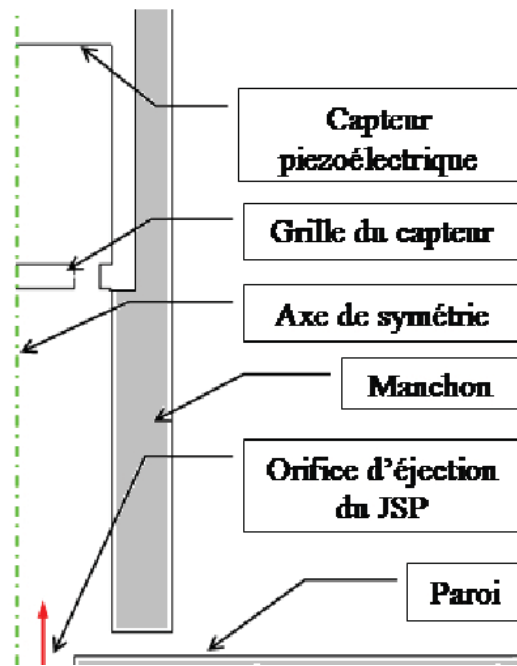 Capteur
piezoélectrique
Grille du capteur
Axe de symétrie
Manchon
Orifice d'éjection
du JSP
Paroi